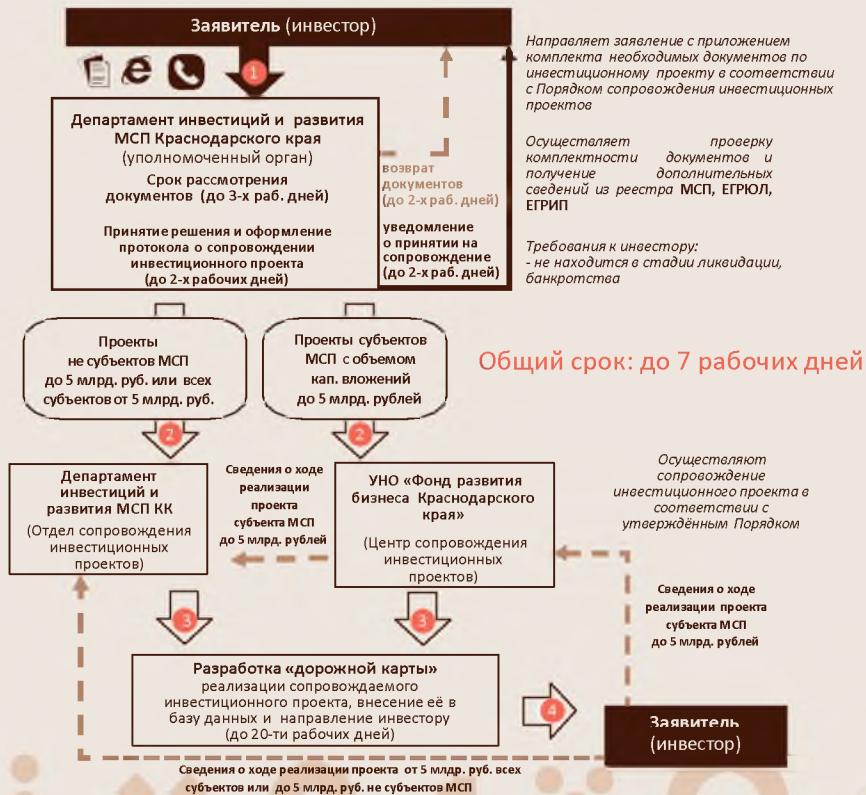 Заявитель (инвестор)
1
Департамент инвестиций и развития
МСП Краснодарского края
(уполномоченный орган)
Срок рассмотрения
документов (до 3-х раб. дней)
Принятие решения и оформление
протокола о сопровождении
инвестиционного проекта
(до 2-х рабочих дней)
возврат
документов
(до 2-х раб. дней)
уведомление
о принятии на
сопровождение
(до 2-х раб. дней)
Направляет заявление с приложением
комплекта необходимых документов по
инвестиционному проекту в соответствии
с Порядком сопровождения инвестиционных
проектов
Осуществляет проверку
комплектности документов и
получение дополнительных
сведений из реестра МСП, ЕГРЮЛ,
ЕГРИП
Требования к инвестору:
- не находится в стадии ликвидации,
банкротства
Проекты
не субъектов МСП
до 5 млрд. руб. или всех
субъектов от 5 млрд. руб.
Проекты субъектов
МСП с объемом
кап. вложений
до 5 млрд. рублей
Общий срок: до 7 рабочих дней
2
2
Департамент
инвестиций и
развития МСП КК
(Отдел сопровождения
инвестиционных
проектов)
Сведения о ходе
реализации
проекта
субъекта МСП
до 5 млрд. рублей
УНО «Фонд развития
бизнеса Краснодарского
края»
(Центр сопровождения
инвестиционных
проектов)
Осуществляют
сопровождение
инвестиционного проекта в
соответствии с
утверждённым Порядком
Сведения о ходе
реализации проекта
субъекта МСП
до 5 млрд. рублей
3
3
Разработка «дорожной карты»
реализации сопровождаемого
инвестиционного проекта, внесение её в
базу данных и направление инвестору
(до 20-ти рабочих дней)
4
Заявитель
(инвестор)
Сведения о ходе реализации проекта от 5 млдр. руб. всех
субъектов или до 5 млрд. руб. не субъектов МСП